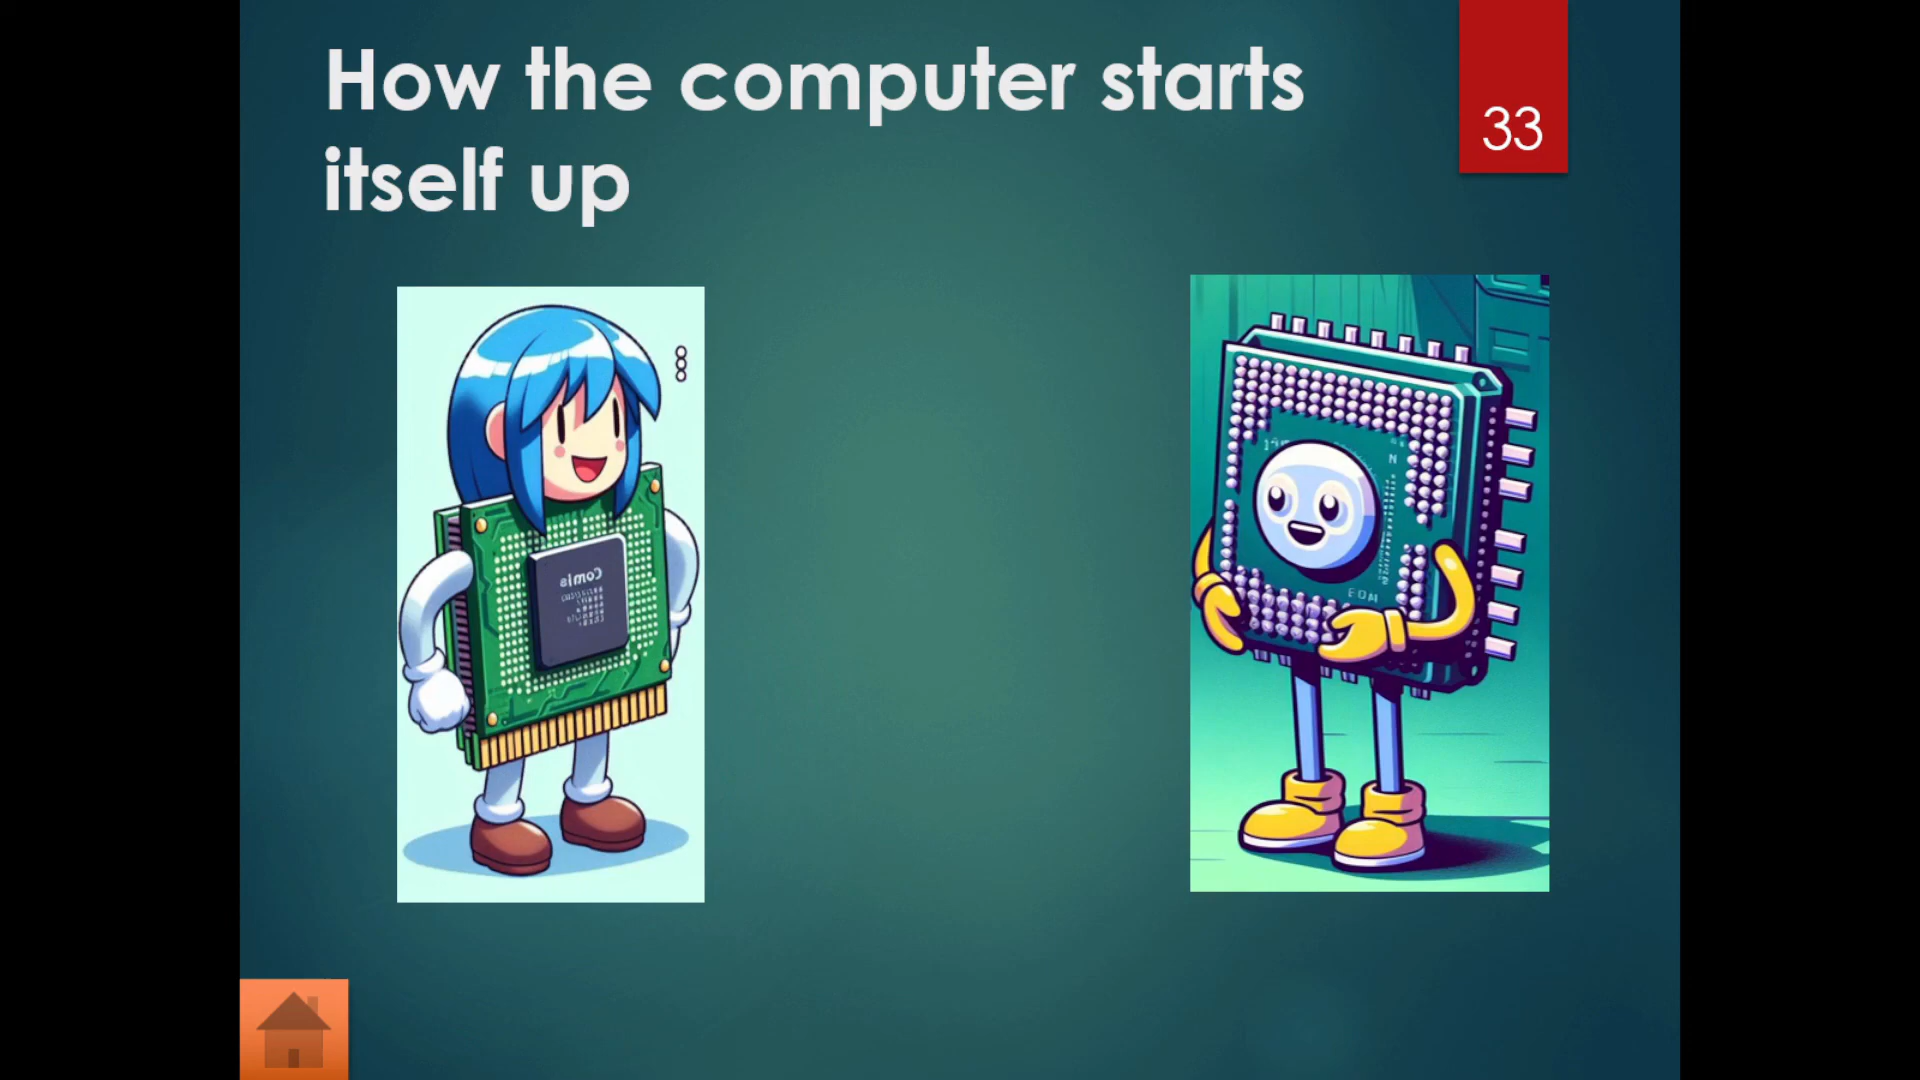 How the computer starts
itself up
33